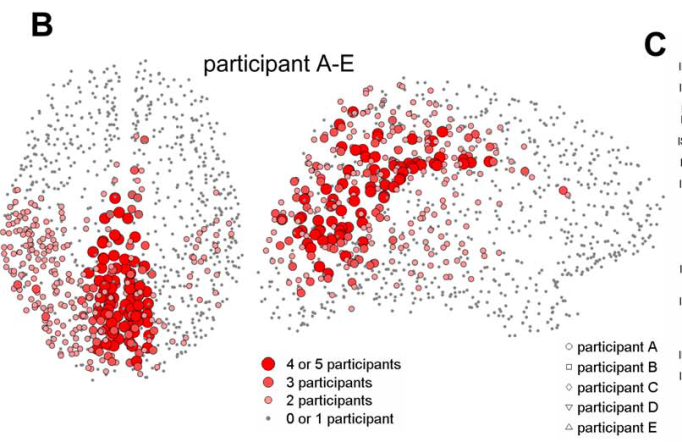 B
participant A-E
C
4 or 5 participants
3 participants
2 participants
0 or 1 participant
participant A
participant B
participant C
participant D
participant E